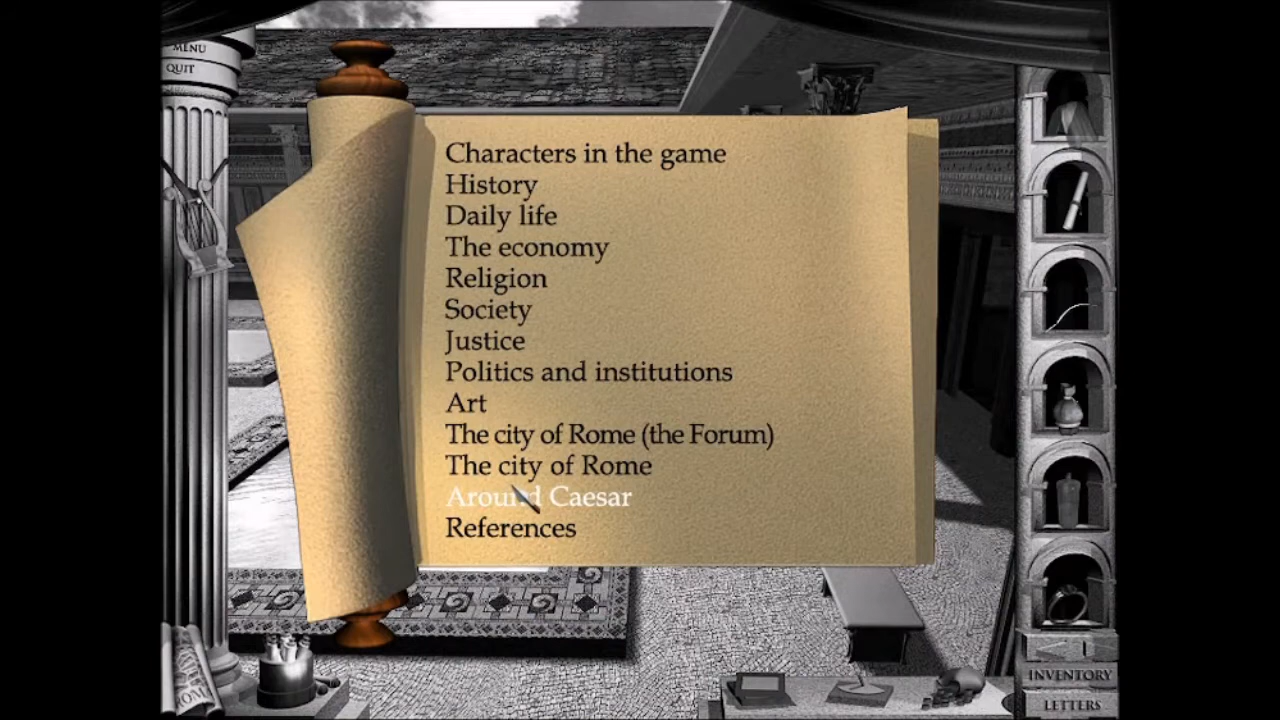 MENU
QUIT
Characters in the game
History
Daily life
The economy
Religion
Society
Justice
Politics and institutions
Art
The city of Rome (the Forum)
The city of Rome
Around Caesar
References
INVENTORY
LETTERS